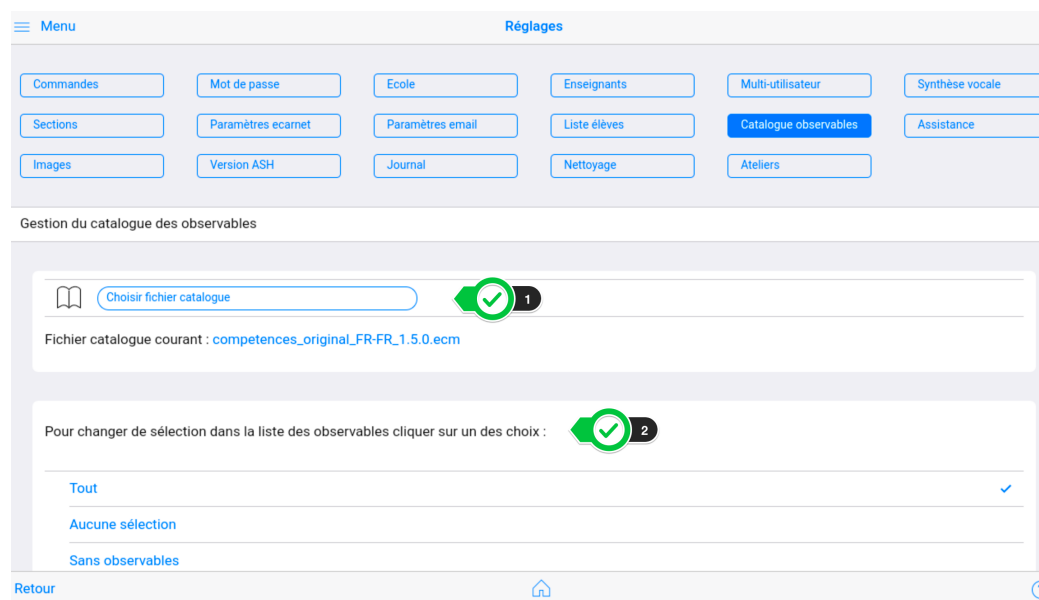 Menu Réglages
Commandes Mot de passe Ecole Enseignants Multi-utilisateur Synthèse vocale
Sections Paramètres ecarnet Paramètres email Liste élèves Catalogue observables Assistance
Images Version ASH Journal Nettoyage Ateliers
Gestion du catalogue des observables
Choisir fichier catalogue 1
Fichier catalogue courant : competences_original_FR-FR_1.5.0.ecm
Pour changer de sélection dans la liste des observables cliquer sur un des choix : 2
Tout
Aucune sélection
Sans observables
Retour